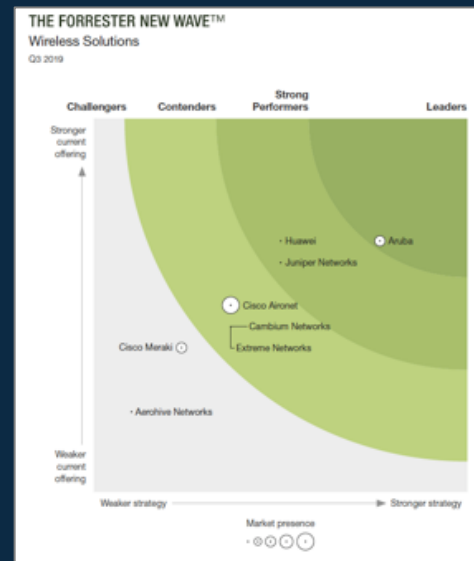 THE FORRESTER NEW WAVE™
Wireless Solutions
Q3 2019
Challengers
Contenders
Strong
Performers
Leaders
Stronger
current
offering
Huawei
Aruba
Juniper Networks
Cisco Aironet
Cambium Networks
Cisco Meraki
Extreme Networks
Aerohive Networks
Weaker
current
offering
Weaker strategy
Stronger strategy
Market presence